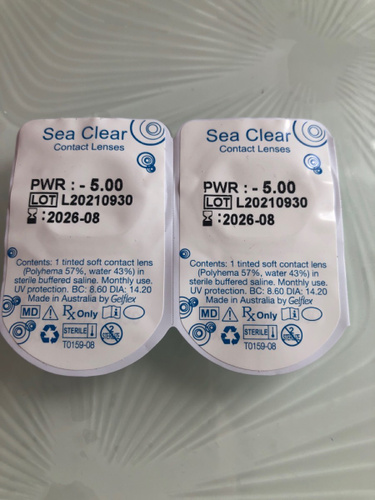 Sea Clear
Contact Lenses
PWR : - 5.00
LOT L20210930
: 2026-08
Contents: 1 tinted soft contact lens
(Polyhema 57%, water 43%) in
sterile buffered saline. Monthly use.
UV protection. BC: 8.60 DIA: 14.20
Made in Australia by Gelflex
MD Rx Only
STERILE
T0159-08
Sea Clear
Contact Lenses
PWR : - 5.00
LOT L20210930
: 2026-08
Contents: 1 tinted soft contact lens
(Polyhema 57%, water 43%) in
sterile buffered saline. Monthly use.
UV protection. BC: 8.60 DIA: 14.20
Made in Australia by Gelflex
MD Rx Only
STERILE
T0159-08